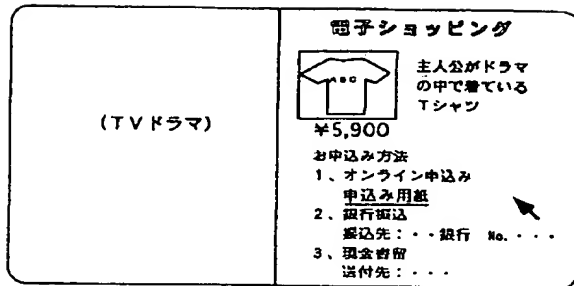 (TVドラマ)
電子ショッピング
ABC
主人公がドラマ
の中で着ている
Tシャツ
¥5,900
お申込み方法
1、オンライン申込み
申込み用紙
2、銀行振込
振込先:・・銀行 No.・・・
3、現金書留
送付先:・・・